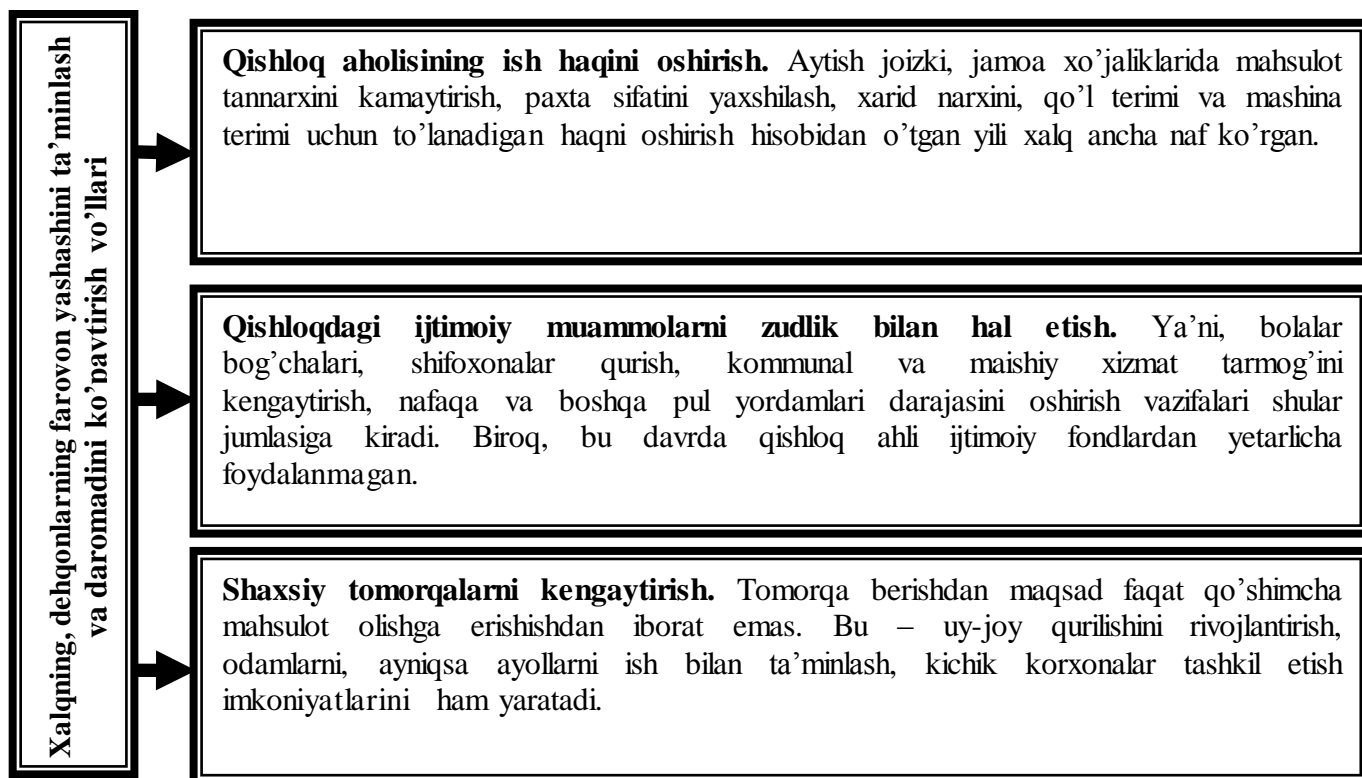 Xalqning, dehqonlarning farovon yashashini ta’minlash
va daromadini ko’paytirish yo’llari
Qishloq aholisining ish haqini oshirish. Aytish joizki, jamoa xo’jaliklarida mahsulot
tannarxini kamaytirish, paxta sifatini yaxshilash, xarid narxini, qo’l terimi va mashina
terimi uchun to’lanadigan haqni oshirish hisobidan o’tgan yili xalq ancha naf ko’rgan.
Qishloqdagi ijtimoiy muammolarni zudlik bilan hal etish. Ya’ni, bolalar
bog’chalari, shifoxonalar qurish, kommunal va maishiy xizmat tarmog’ini
kengaytirish, nafaqa va boshqa pul yordamlari darajasini oshirish vazifalari shular
jumlasiga kiradi. Biroq, bu davrda qishloq ahli ijtimoiy fondlardan yetarlicha
foydalanmagan.
Shaxsiy tomorqalarni kengaytirish. Tomorqa berishdan maqsad faqat qo’shimcha
mahsulot olishga erishishdan iborat emas. Bu – uy-joy qurilishini rivojlantirish,
odamlarni, ayniqsa ayollarni ish bilan ta’minlash, kichik korxonalar tashkil etish
imkoniyatlarini ham yaratadi.